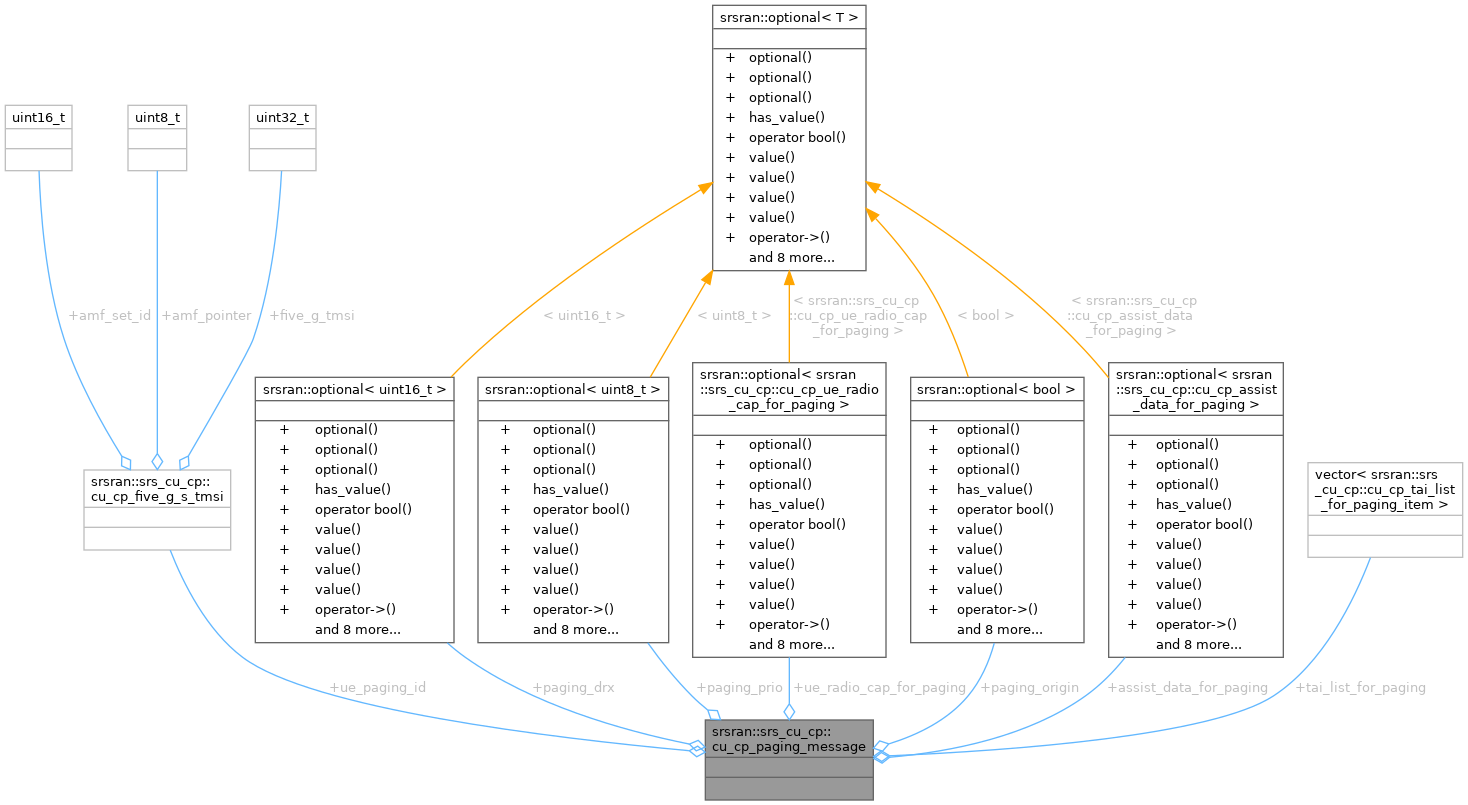 srsran::optional< T >
+ optional()
+ optional()
+ optional()
+ has_value()
+ operator bool()
+ value()
+ value()
+ value()
+ value()
+ operator->()
and 8 more...
uint16_t
uint8_t
uint32_t
+amf_set_id
+amf_pointer
+five_g_tmsi
< uint16_t >
< uint8_t >
< srsran::srs_cu_cp
::cu_cp_ue_radio_cap
_for_paging >
< bool >
< srsran::srs_cu_cp
::cu_cp_assist_data
_for_paging >
srsran::srs_cu_cp::
cu_cp_five_g_s_tmsi
srsran::optional< uint16_t >
+ optional()
+ optional()
+ optional()
+ has_value()
+ operator bool()
+ value()
+ value()
+ value()
+ value()
+ operator->()
and 8 more...
srsran::optional< uint8_t >
+ optional()
+ optional()
+ optional()
+ has_value()
+ operator bool()
+ value()
+ value()
+ value()
+ value()
+ operator->()
and 8 more...
srsran::optional< srsran
::srs_cu_cp::cu_cp_ue_radio
_cap_for_paging >
+ optional()
+ optional()
+ optional()
+ has_value()
+ operator bool()
+ value()
+ value()
+ value()
+ value()
+ operator->()
and 8 more...
srsran::optional< bool >
+ optional()
+ optional()
+ optional()
+ has_value()
+ operator bool()
+ value()
+ value()
+ value()
+ value()
+ operator->()
and 8 more...
srsran::optional< srsran
::srs_cu_cp::cu_cp_assist
_data_for_paging >
+ optional()
+ optional()
+ optional()
+ has_value()
+ operator bool()
+ value()
+ value()
+ value()
+ value()
+ operator->()
and 8 more...
vector< srsran::srs
_cu_cp::cu_cp_tai_list
_for_paging_item >
+ue_paging_id
+paging_drx
+paging_prio
+ue_radio_cap_for_paging
+paging_origin
+assist_data_for_paging
+tai_list_for_paging
srsran::srs_cu_cp::
cu_cp_paging_message